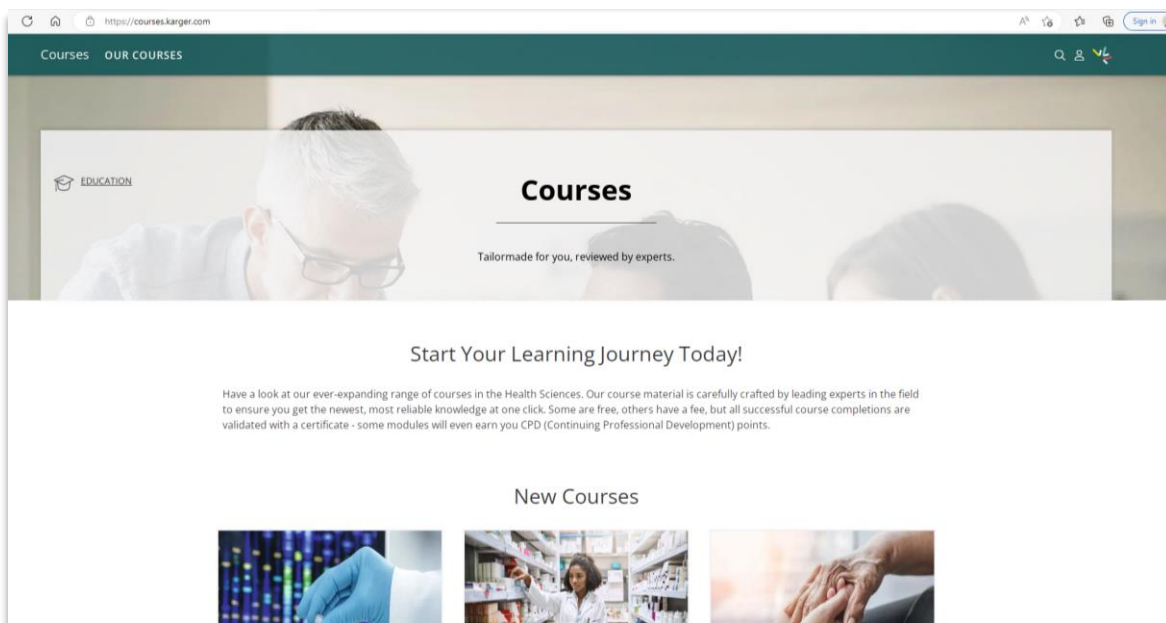 https://courses.karger.com
Sign in
Courses OUR COURSES
EDUCATION
Courses
Tailormade for you, reviewed by experts.
Start Your Learning Journey Today!
Have a look at our ever-expanding range of courses in the Health Sciences. Our course material is carefully crafted by leading experts in the field
to ensure you get the newest, most reliable knowledge at one click. Some are free, others have a fee, but all successful course completions are
validated with a certificate - some modules will even earn you CPD (Continuing Professional Development) points.
New Courses